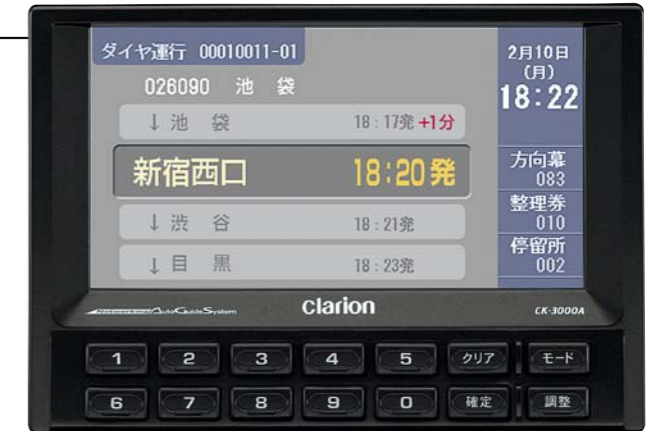 ダイヤ運行 00010011-01
026090 池 袋
↓池 袋 18:17発 +1分
新宿西口 18:20発
↓渋 谷 18:21発
↓目 黒 18:23発
2月10日
(月)
18:22
方向幕
083
整理券
010
停留所
002
AutoGuideSystem
clarion
CK-3000A
1 2 3 4 5 クリア モード
6 7 8 9 0 確定 調整